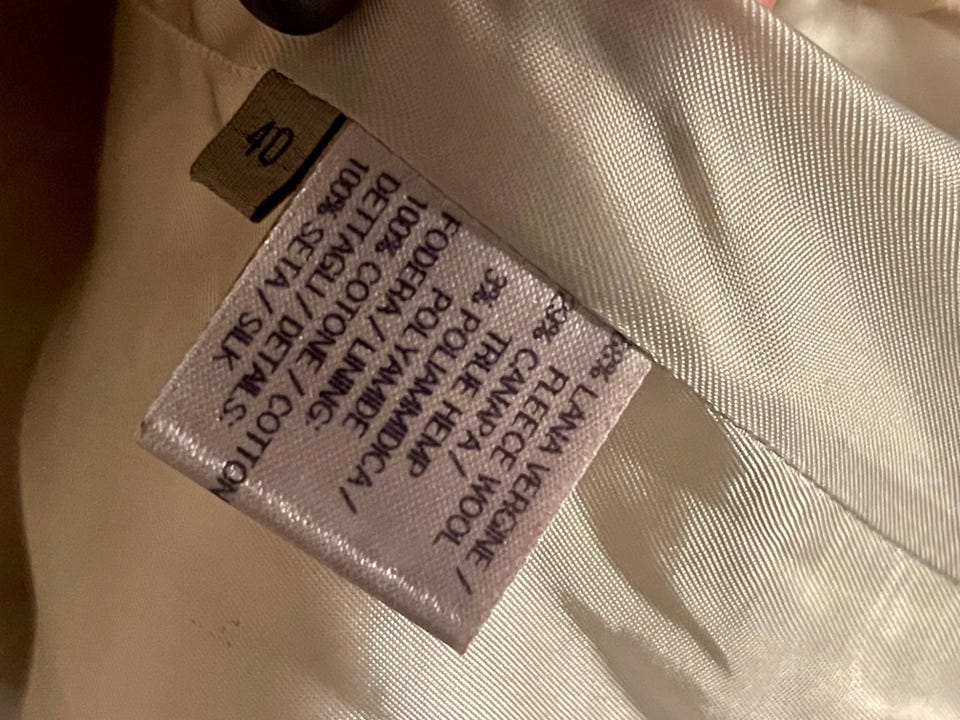 40
LANA VERGINE /
FLEECE WOOL
CANAPA /
TRUE HEMP
3% POLIAMMIDICA /
POLYAMIDE
FODERA / LINING:
100% COTONE / COTTON
DETTAGLI / DETAILS:
100% SETA / SILK